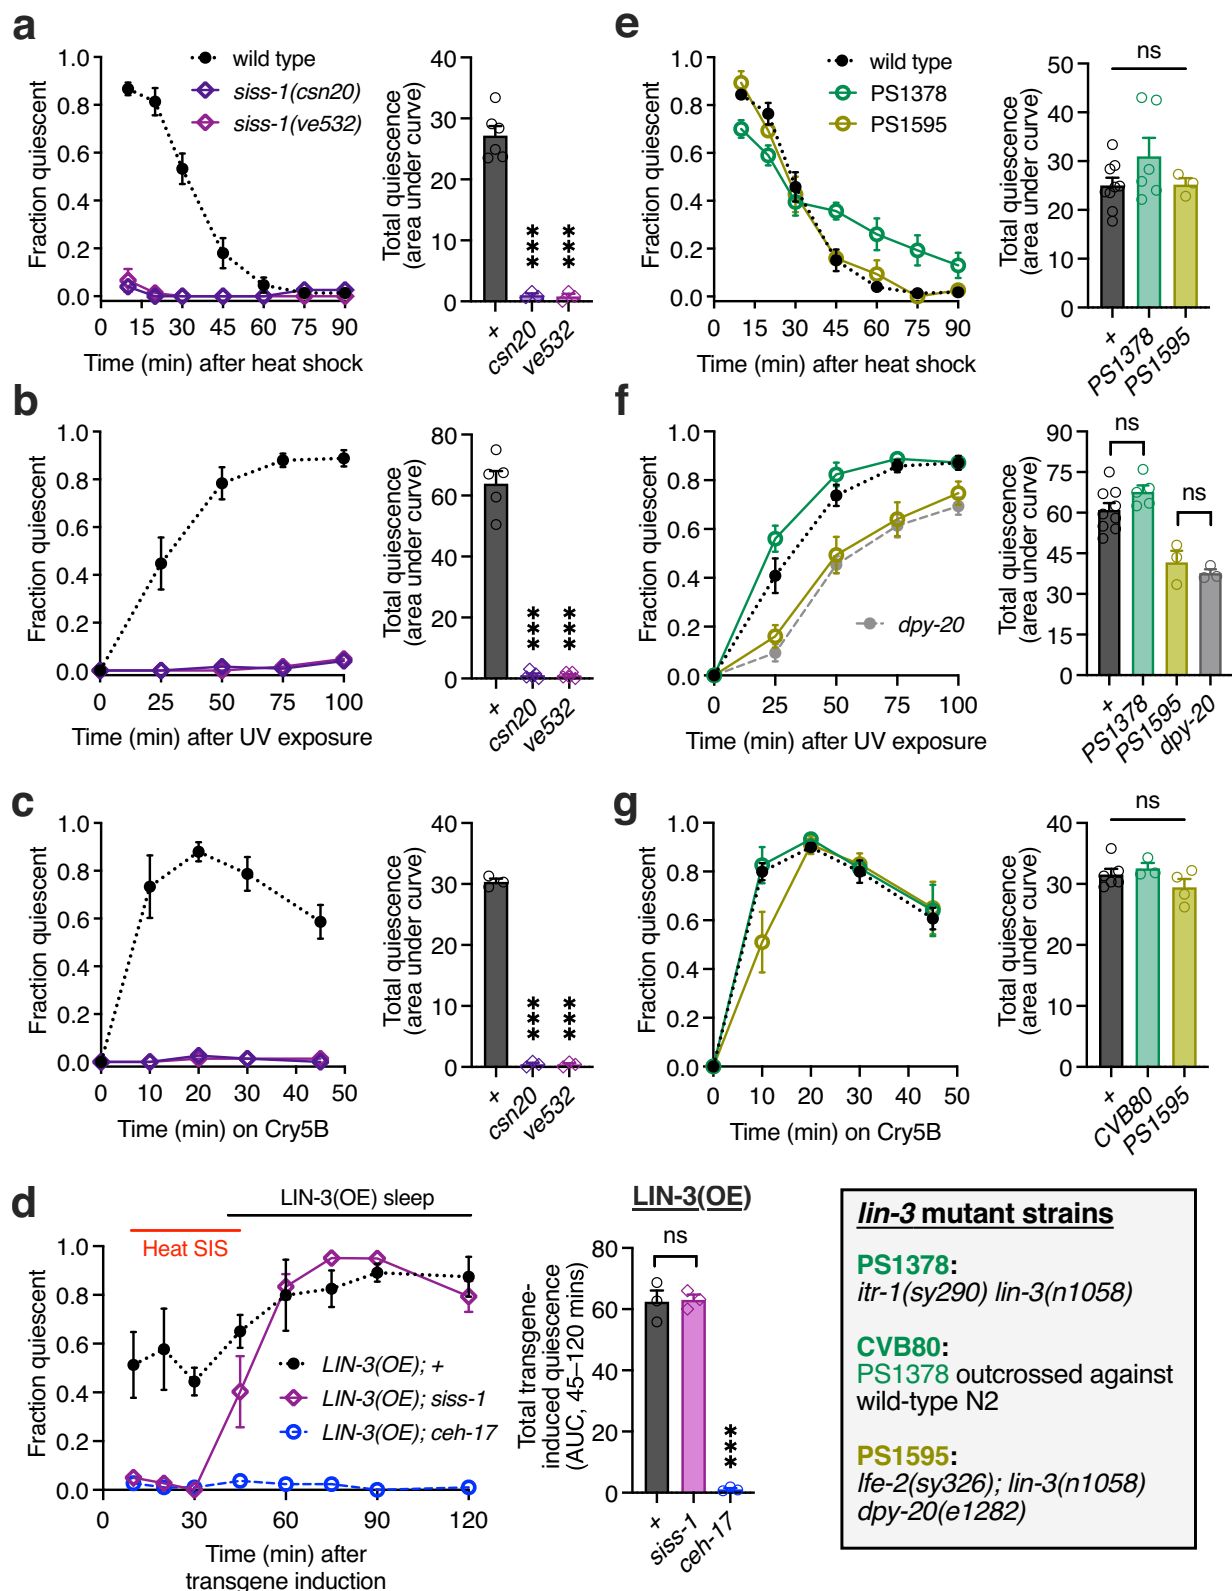 a
wild type
siss-1(csn20)
siss-1(ve532)
Fraction quiescent
1.0
0.8
0.6
0.4
0.2
0.0
0 15 30 45 60 75 90
Time (min) after heat shock
Total quiescence
(area under curve)
40
30
20
10
0
*** ***
+ csn20 ve532
b
Fraction quiescent
1.0
0.8
0.6
0.4
0.2
0.0
0 25 50 75 100
Time (min) after UV exposure
Total quiescence
(area under curve)
80
60
40
20
0
*** ***
+ csn20 ve532
c
Fraction quiescent
1.0
0.8
0.6
0.4
0.2
0.0
0 10 20 30 40 50
Time (min) on Cry5B
Total quiescence
(area under curve)
40
30
20
10
0
*** ***
+ csn20 ve532
d
LIN-3(OE) sleep
Heat SIS
Fraction quiescent
1.0
0.8
0.6
0.4
0.2
0.0
LIN-3(OE); +
LIN-3(OE); siss-1
LIN-3(OE); ceh-17
0 30 60 90 120
Time (min) after
transgene induction
LIN-3(OE)
Total transgene-
induced quiescence
(AUC, 45–120 mins)
80
60
40
20
0
ns
***
+ siss-1 ceh-17
e
wild type
PS1378
PS1595
Fraction quiescent
1.0
0.8
0.6
0.4
0.2
0.0
0 15 30 45 60 75 90
Time (min) after heat shock
Total quiescence
(area under curve)
50
40
30
20
10
0
ns
+ PS1378 PS1595
f
Fraction quiescent
1.0
0.8
0.6
0.4
0.2
0.0
dpy-20
0 25 50 75 100
Time (min) after UV exposure
Total quiescence
(area under curve)
90
75
60
45
30
15
0
ns
ns
+ PS1378 PS1595 dpy-20
g
Fraction quiescent
1.0
0.8
0.6
0.4
0.2
0.0
0 10 20 30 40 50
Time (min) on Cry5B
Total quiescence
(area under curve)
40
30
20
10
0
ns
+ CVB80 PS1595
lin-3 mutant strains
PS1378:
itr-1(sy290) lin-3(n1058)
CVB80:
PS1378 outcrossed against
wild-type N2
PS1595:
lfe-2(sy326); lin-3(n1058)
dpy-20(e1282)